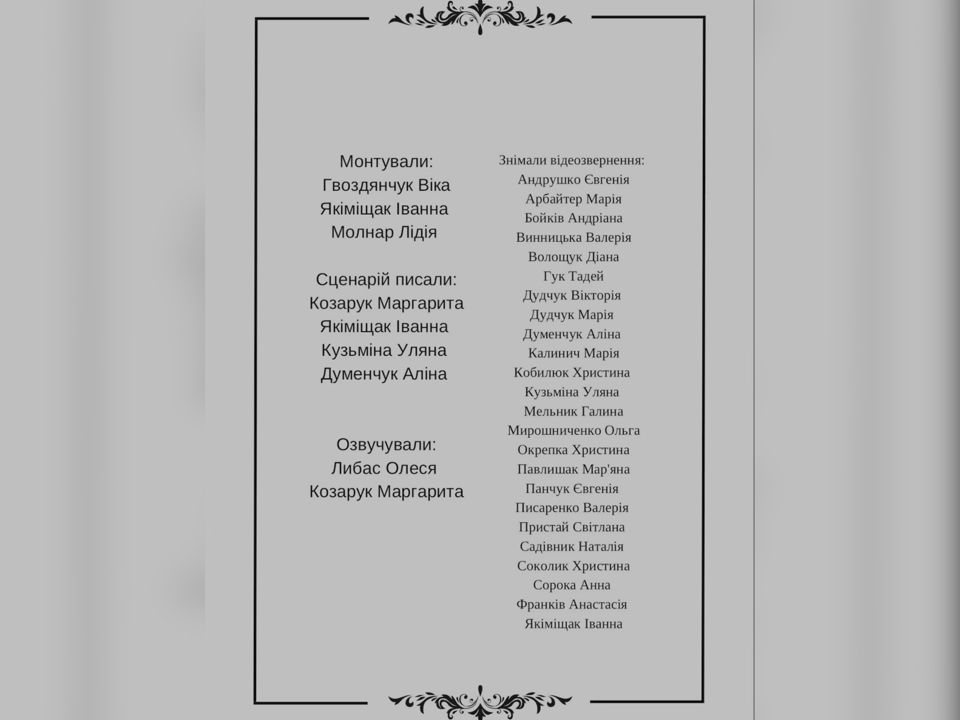 Монтували:
Гвоздянчук Віка
Якіміщак Іванна
Молнар Лідія
Сценарій писали:
Козарук Маргарита
Якіміщак Іванна
Кузьміна Уляна
Думенчук Аліна
Озвучували:
Либас Олеся
Козарук Маргарита
Знімали відеозвернення:
Андрушко Євгенія
Арбайтер Марія
Бойків Андріана
Винницька Валерія
Волощук Діана
Гук Тадей
Дудчук Вікторія
Дудчук Марія
Думенчук Аліна
Калинич Марія
Кобилюк Христина
Кузьміна Уляна
Мельник Галина
Мирошниченко Ольга
Окрепка Христина
Павлишак Мар'яна
Панчук Євгенія
Писаренко Валерія
Пристай Світлана
Садівник Наталія
Соколик Христина
Сорока Анна
Франків Анастасія
Якіміщак Іванна